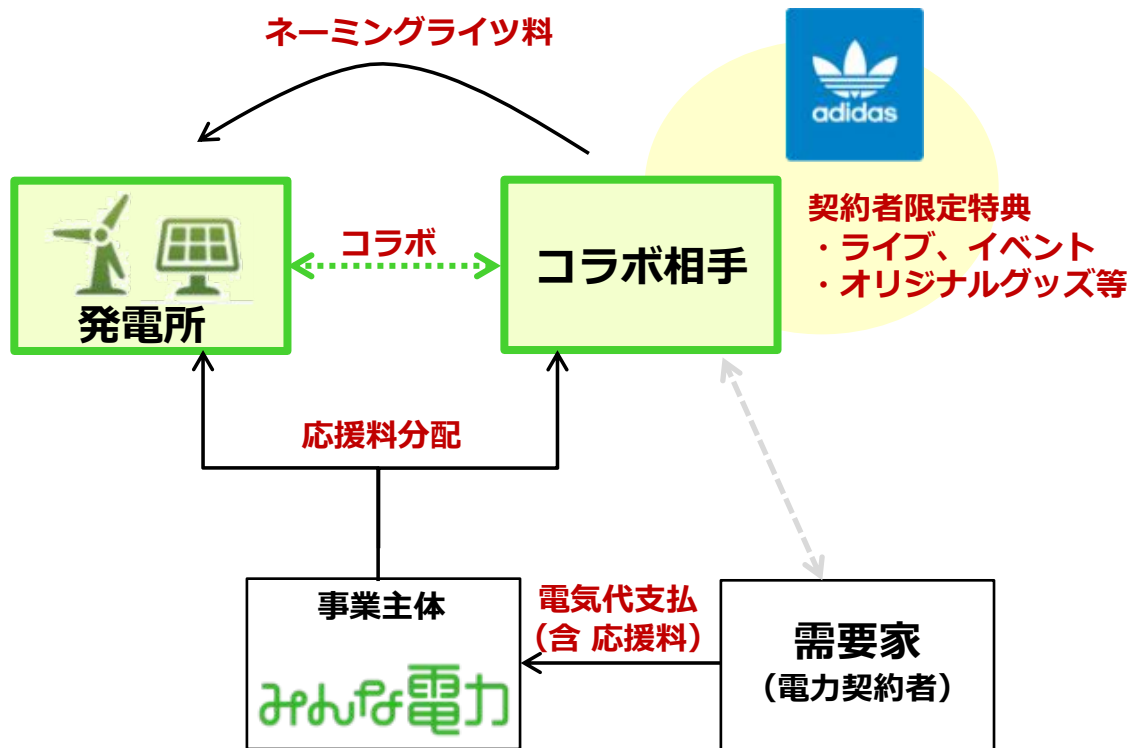 ネーミングライツ料
adidas
契約者限定特典
・ライブ、イベント
・オリジナルグッズ等
コラボ
コラボ相手
発電所
応援料分配
事業主体
みんな電力
電気代支払
（含 応援料）
需要家
（電力契約者）